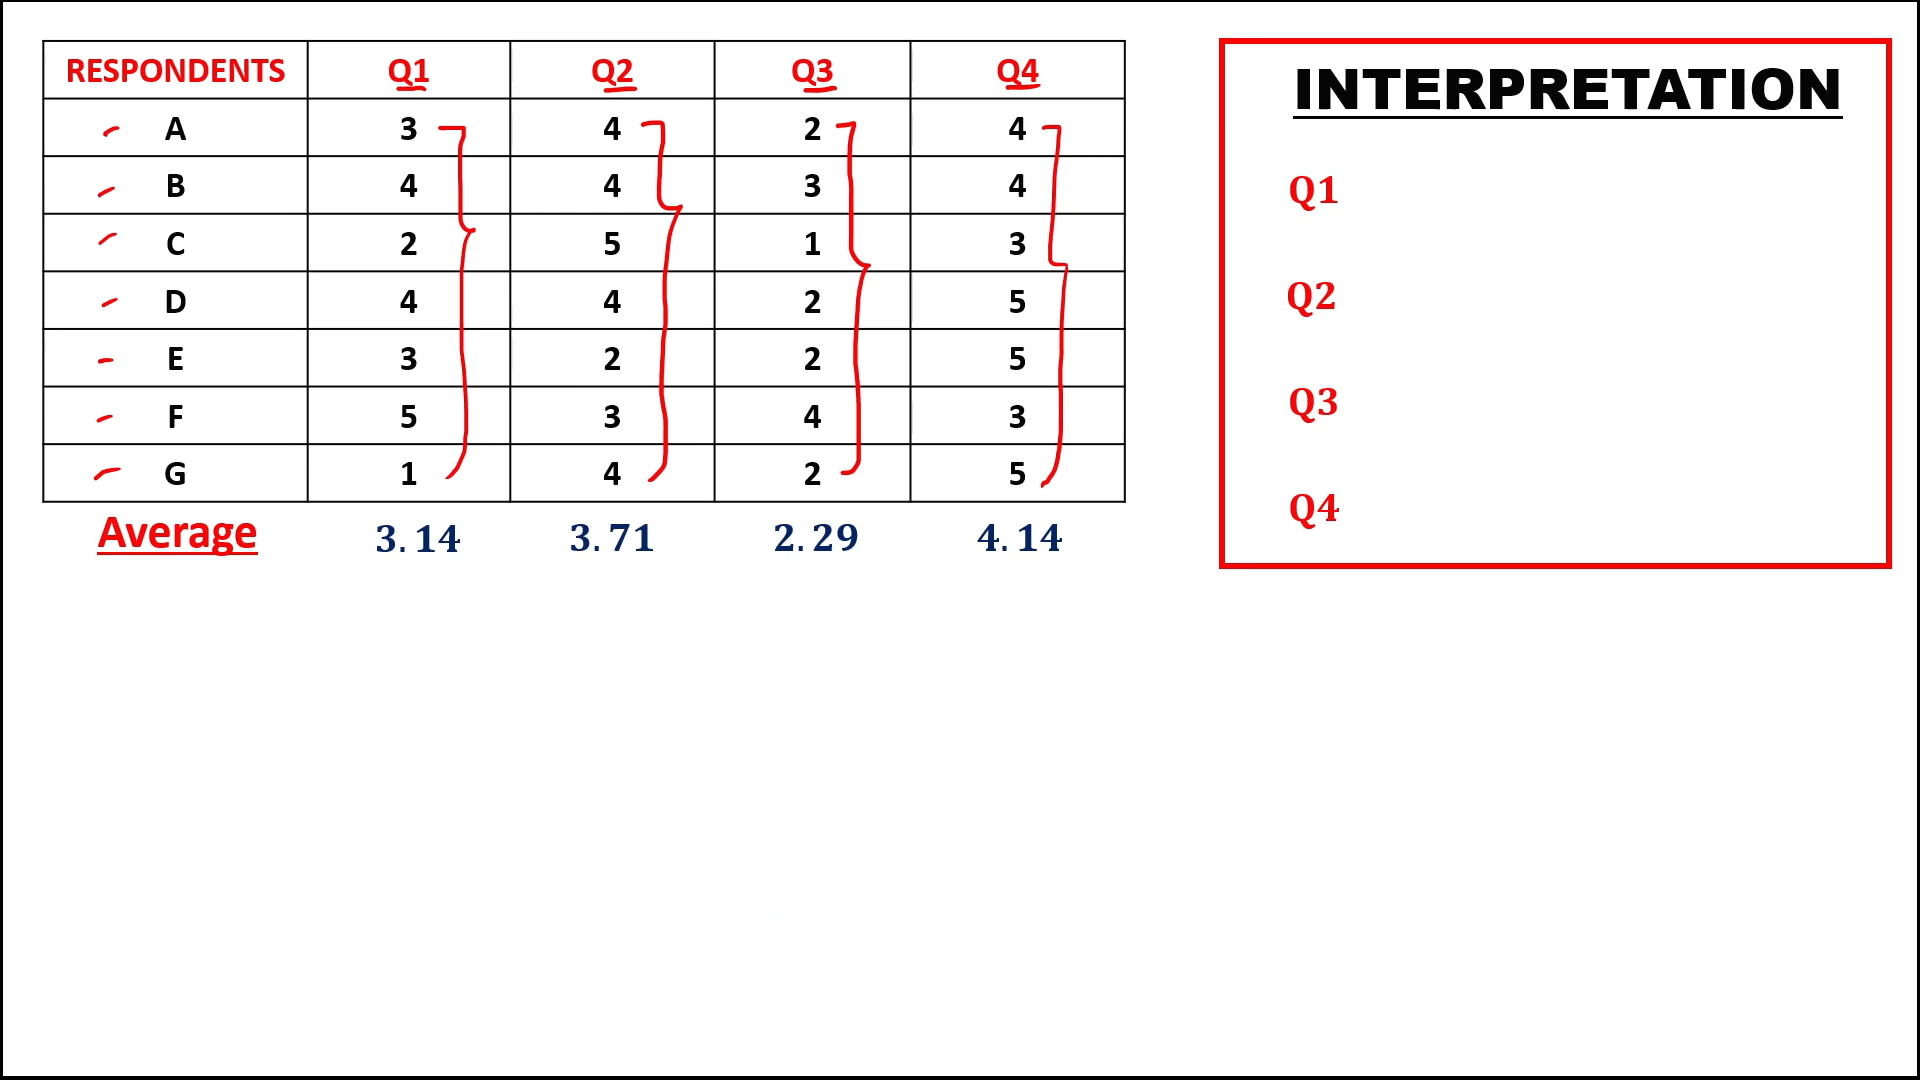 RESPONDENTS Q1 Q2 Q3 Q4
A 3 4 2 4
B 4 4 3 4
C 2 5 1 3
D 4 4 2 5
E 3 2 2 5
F 5 3 4 3
G 1 4 2 5
Average 3.14 3.71 2.29 4.14
INTERPRETATION
Q1
Q2
Q3
Q4